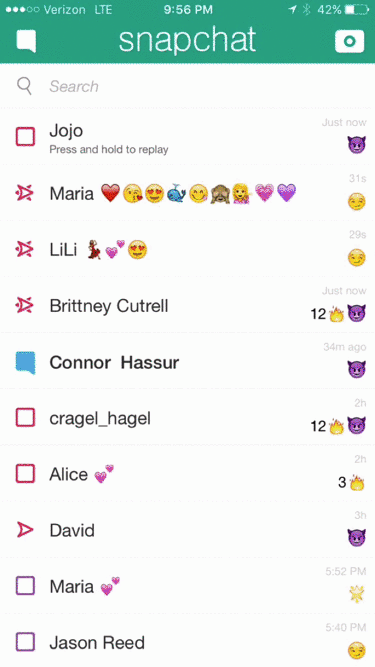 Verizon LTE 9:56 PM 42%
snapchat
Search
Jojo
Just now
Press and hold to replay
Maria ❤️😘😍🐳😋🙈👧💗💜
31s
LiLi 💃💕😍
29s
Brittney Cutrell
Just now
12🔥😈
Connor Hassur
34m ago
cragel_hagel
2h
12🔥😈
Alice 💕
2h
3🔥
David
3h
Maria 💕
5:52 PM
Jason Reed
5:40 PM